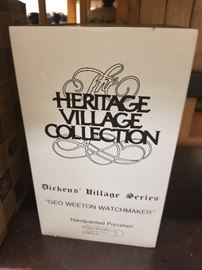 The
HERITAGE
VILLAGE
COLLECTION
Dickens' Village Series
"GEO WEETON WATCHMAKER"
Handpainted Porcelain